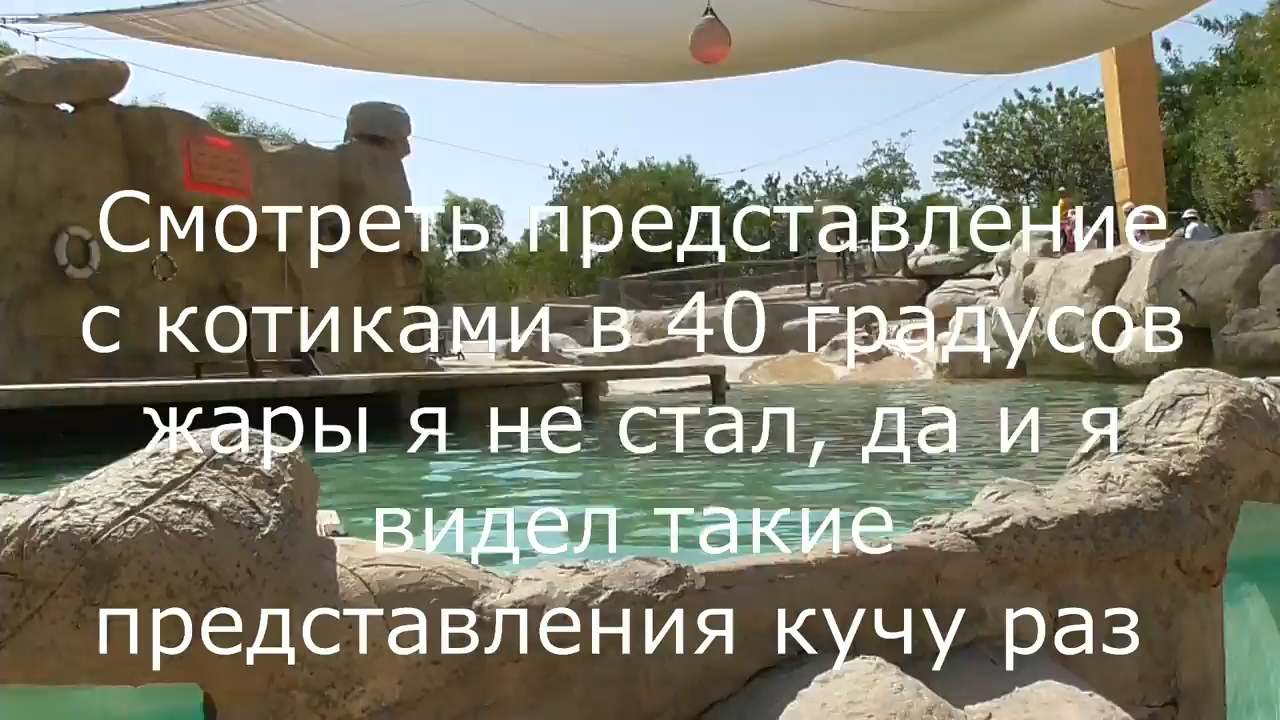 Смотреть представление
с котиками в 40 градусов
жары я не стал, да и я
видел такие
представления кучу раз